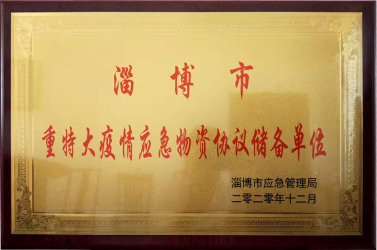 淄博市
重特大疫情应急物资协议储备单位
淄博市应急管理局
二零二零年十二月